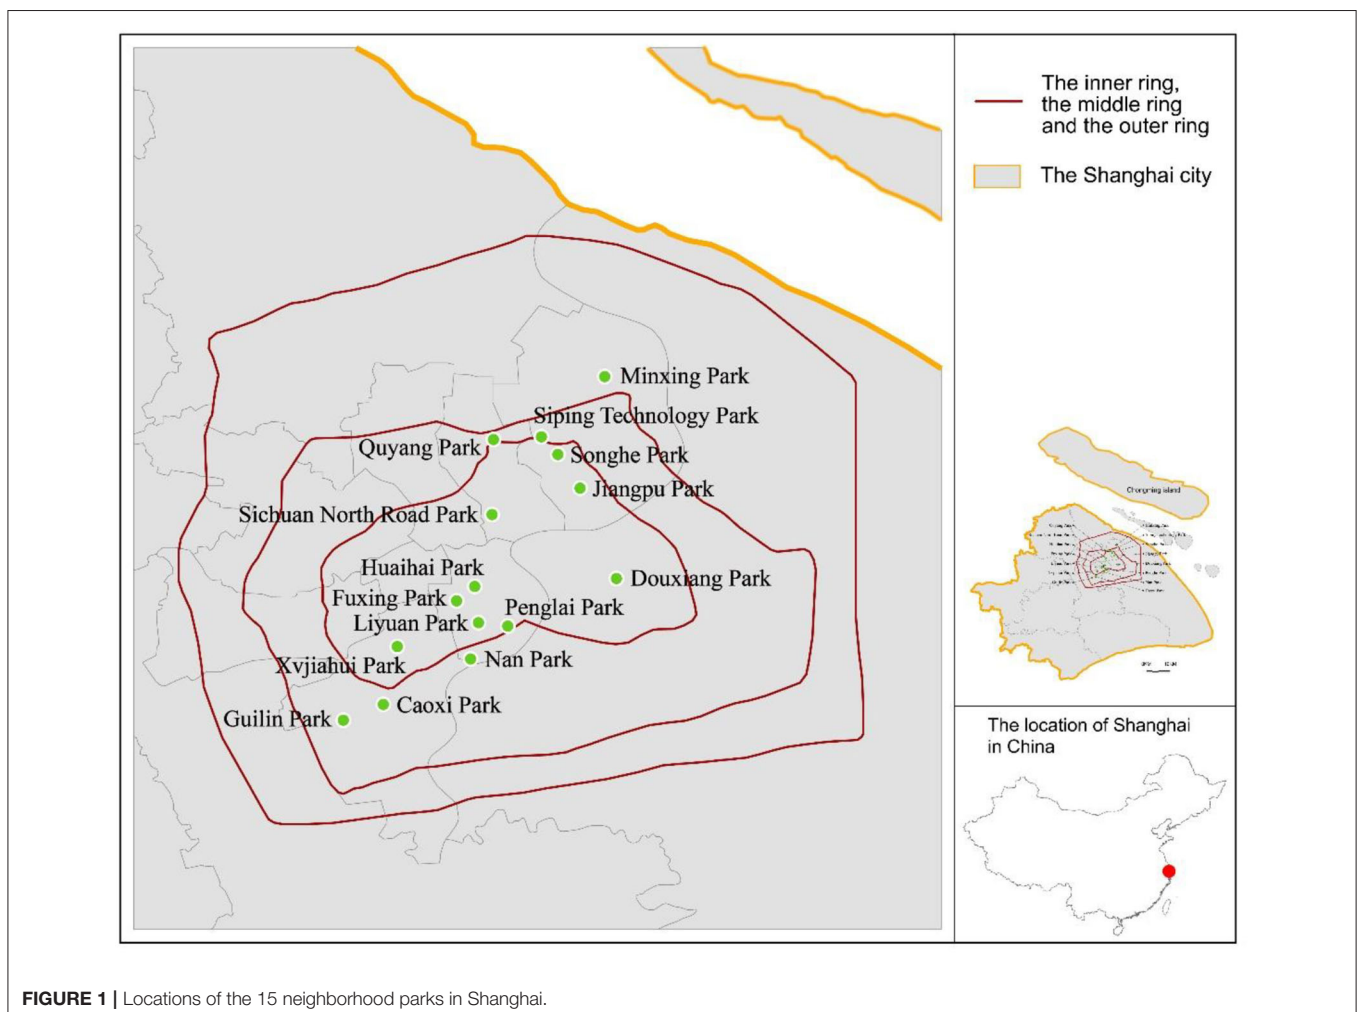 The inner ring,
the middle ring
and the outer ring
The Shanghai city
Minxing Park
Siping Technology Park
Quyang Park
Songhe Park
Jiangpu Park
Sichuan North Road Park
Huaihai Park
Douxiang Park
Fuxing Park
Penglai Park
Liyuan Park
Xvjiahui Park
Nan Park
Caoxi Park
Guilin Park
Chongming island
The location of Shanghai
in China
FIGURE 1 | Locations of the 15 neighborhood parks in Shanghai.